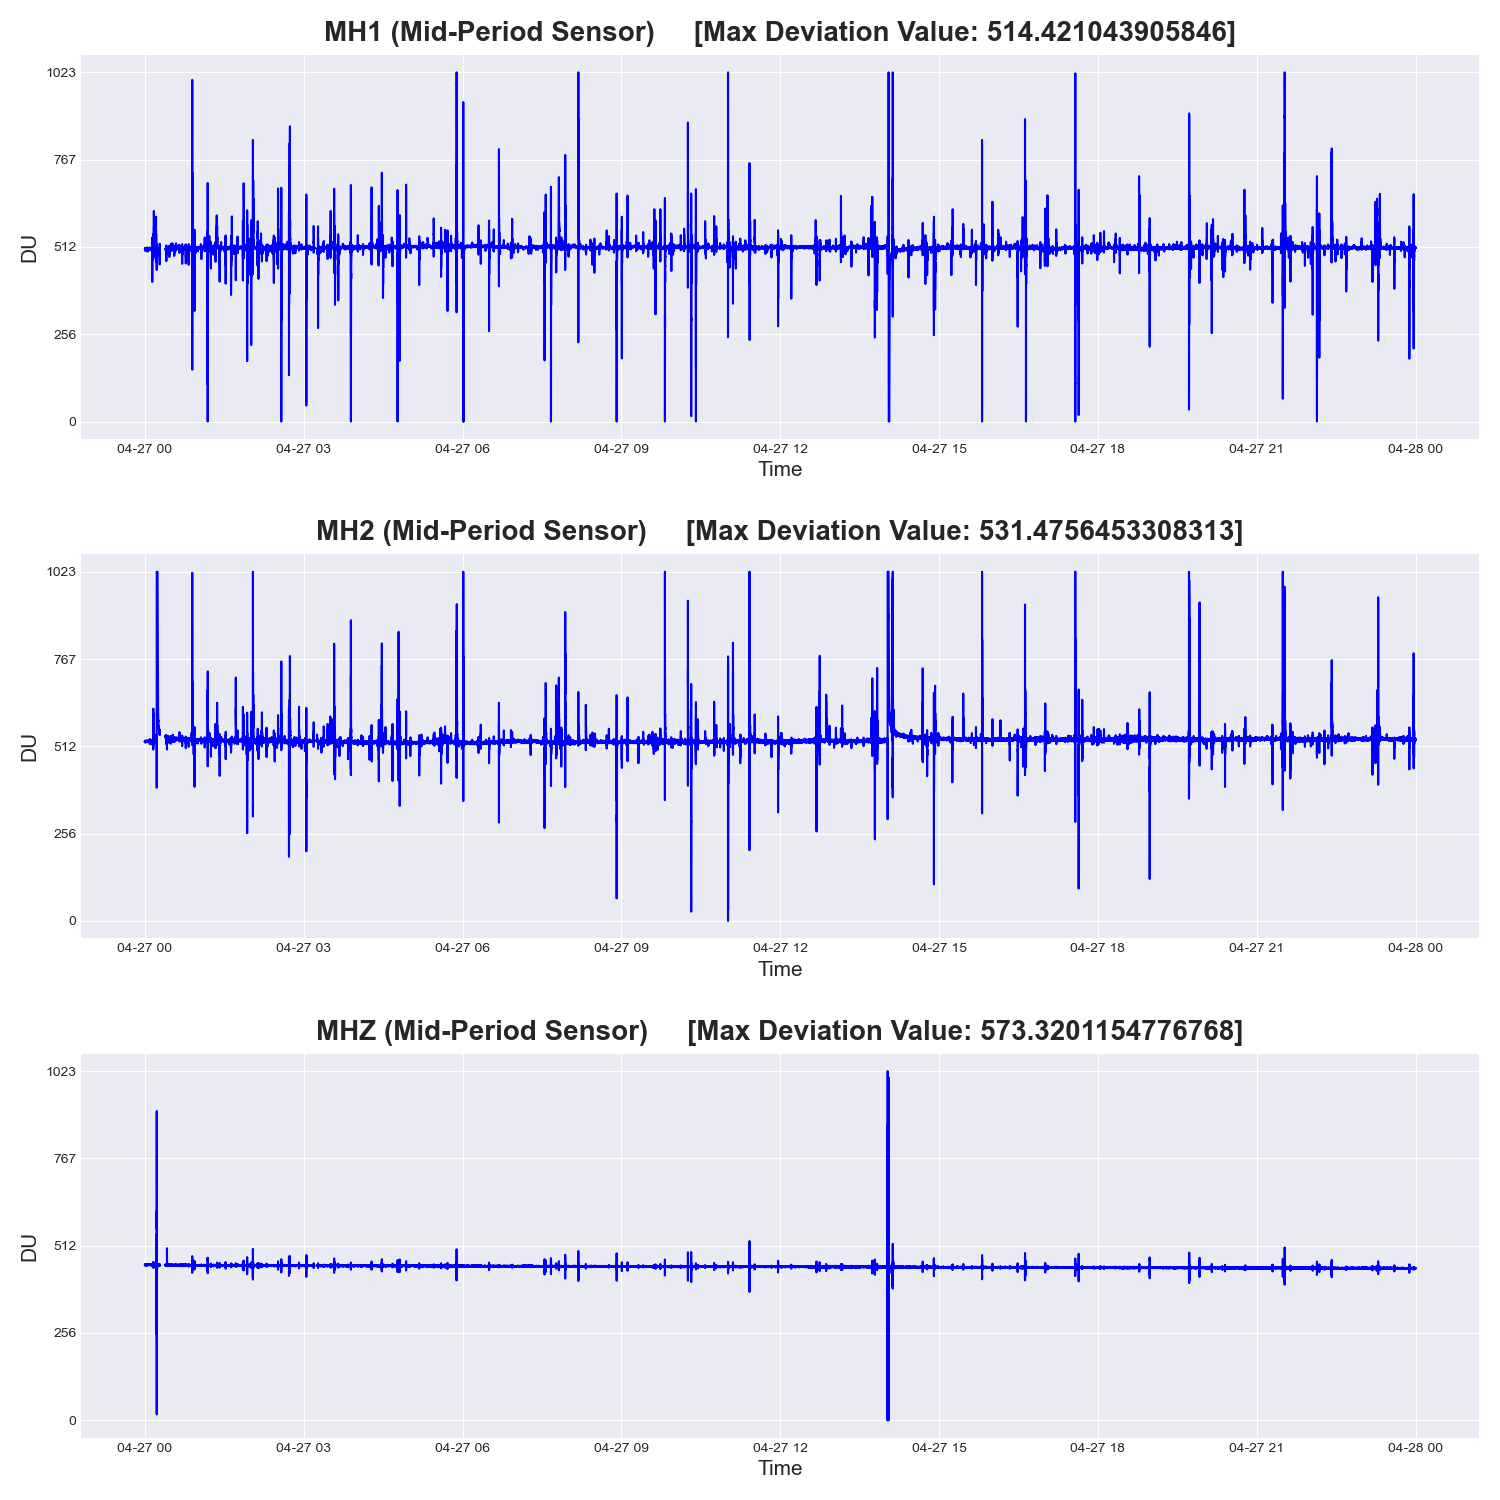 MH1 (Mid-Period Sensor) [Max Deviation Value: 514.421043905846]
1023
767
512
256
0
DU
04-27 00 04-27 03 04-27 06 04-27 09 04-27 12 04-27 15 04-27 18 04-27 21 04-28 00
Time
MH2 (Mid-Period Sensor) [Max Deviation Value: 531.4756453308313]
1023
767
512
256
0
DU
04-27 00 04-27 03 04-27 06 04-27 09 04-27 12 04-27 15 04-27 18 04-27 21 04-28 00
Time
MHZ (Mid-Period Sensor) [Max Deviation Value: 573.3201154776768]
1023
767
512
256
0
DU
04-27 00 04-27 03 04-27 06 04-27 09 04-27 12 04-27 15 04-27 18 04-27 21 04-28 00
Time